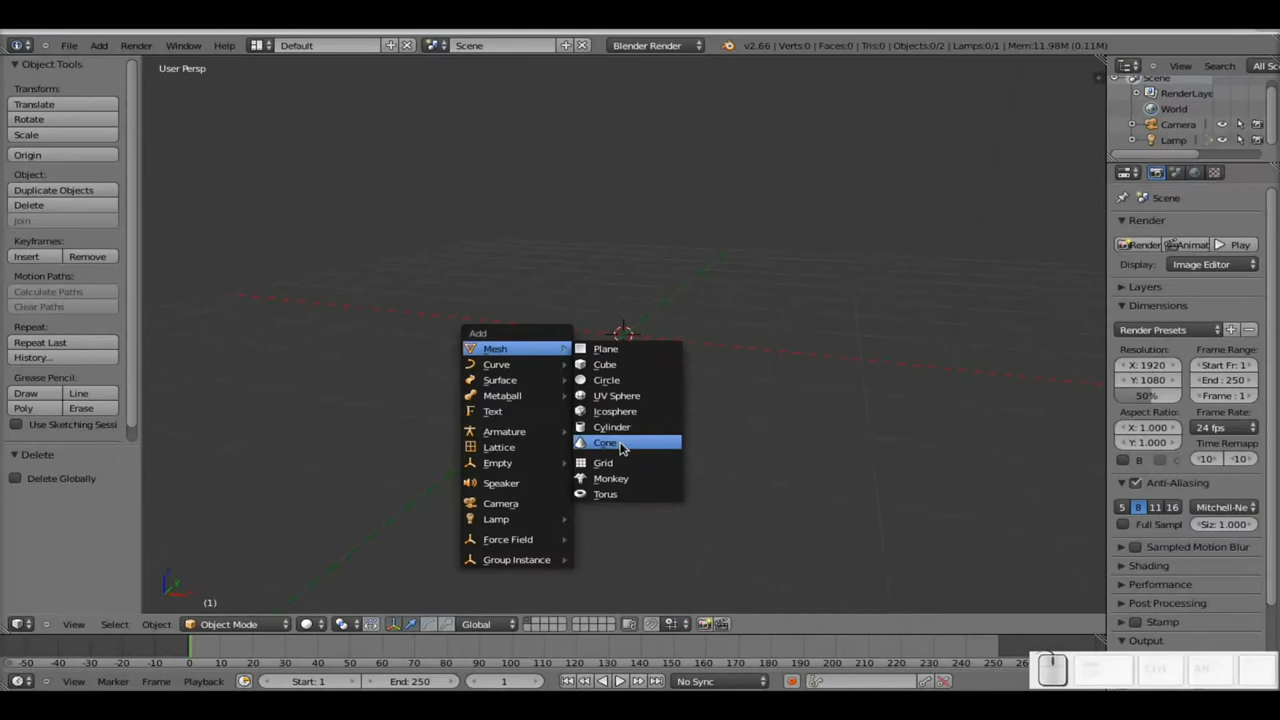 File Add Render Window Help Default Scene Blender Render v2.66 | Verts:0 | Faces:0 | Tris:0 | Objects:0/2 | Lamps:0/1 | Mem:11.98M (0.11M)
Object Tools
Transform:
Translate
Rotate
Scale
Origin
Object:
Duplicate Objects
Delete
Join
Keyframes:
Insert Remove
Motion Paths:
Calculate Paths
Clear Paths
Repeat:
Repeat Last
History...
Grease Pencil:
Draw Line
Poly Erase
Use Sketching Sessi
Delete
Delete Globally
User Persp
Add
Mesh
Curve
Surface
Metaball
Text
Armature
Lattice
Empty
Speaker
Camera
Lamp
Force Field
Group Instance
Plane
Cube
Circle
UV Sphere
Icosphere
Cylinder
Cone
Grid
Monkey
Torus
(1)
View Select Object Object Mode Global
-50 -40 -30 -20 -10 0 10 20 30 40 50 60 70 80 90 100 110 120 130 140 150 160 170 180 190 200 210 220 230 240 250 260
View Marker Frame Playback Start: 1 End: 250 1 No Sync
View Search All Sc
Scene
RenderLaye
World
Camera
Lamp
Scene
Render
Render Animat Play
Display: Image Editor
Layers
Dimensions
Render Presets
Resolution: Frame Range:
X: 1920 Start Fr: 1
Y: 1080 End : 250
50% Frame : 1
Aspect Ratio: Frame Rate:
X: 1.000 24 fps
Y: 1.000 Time Remapp
B C 10 10
Anti-Aliasing
5 8 11 16 Mitchell-Ne
Full Sampl Siz: 1.000
Sampled Motion Blur
Shading
Performance
Post Processing
Stamp
Output
Ctrl